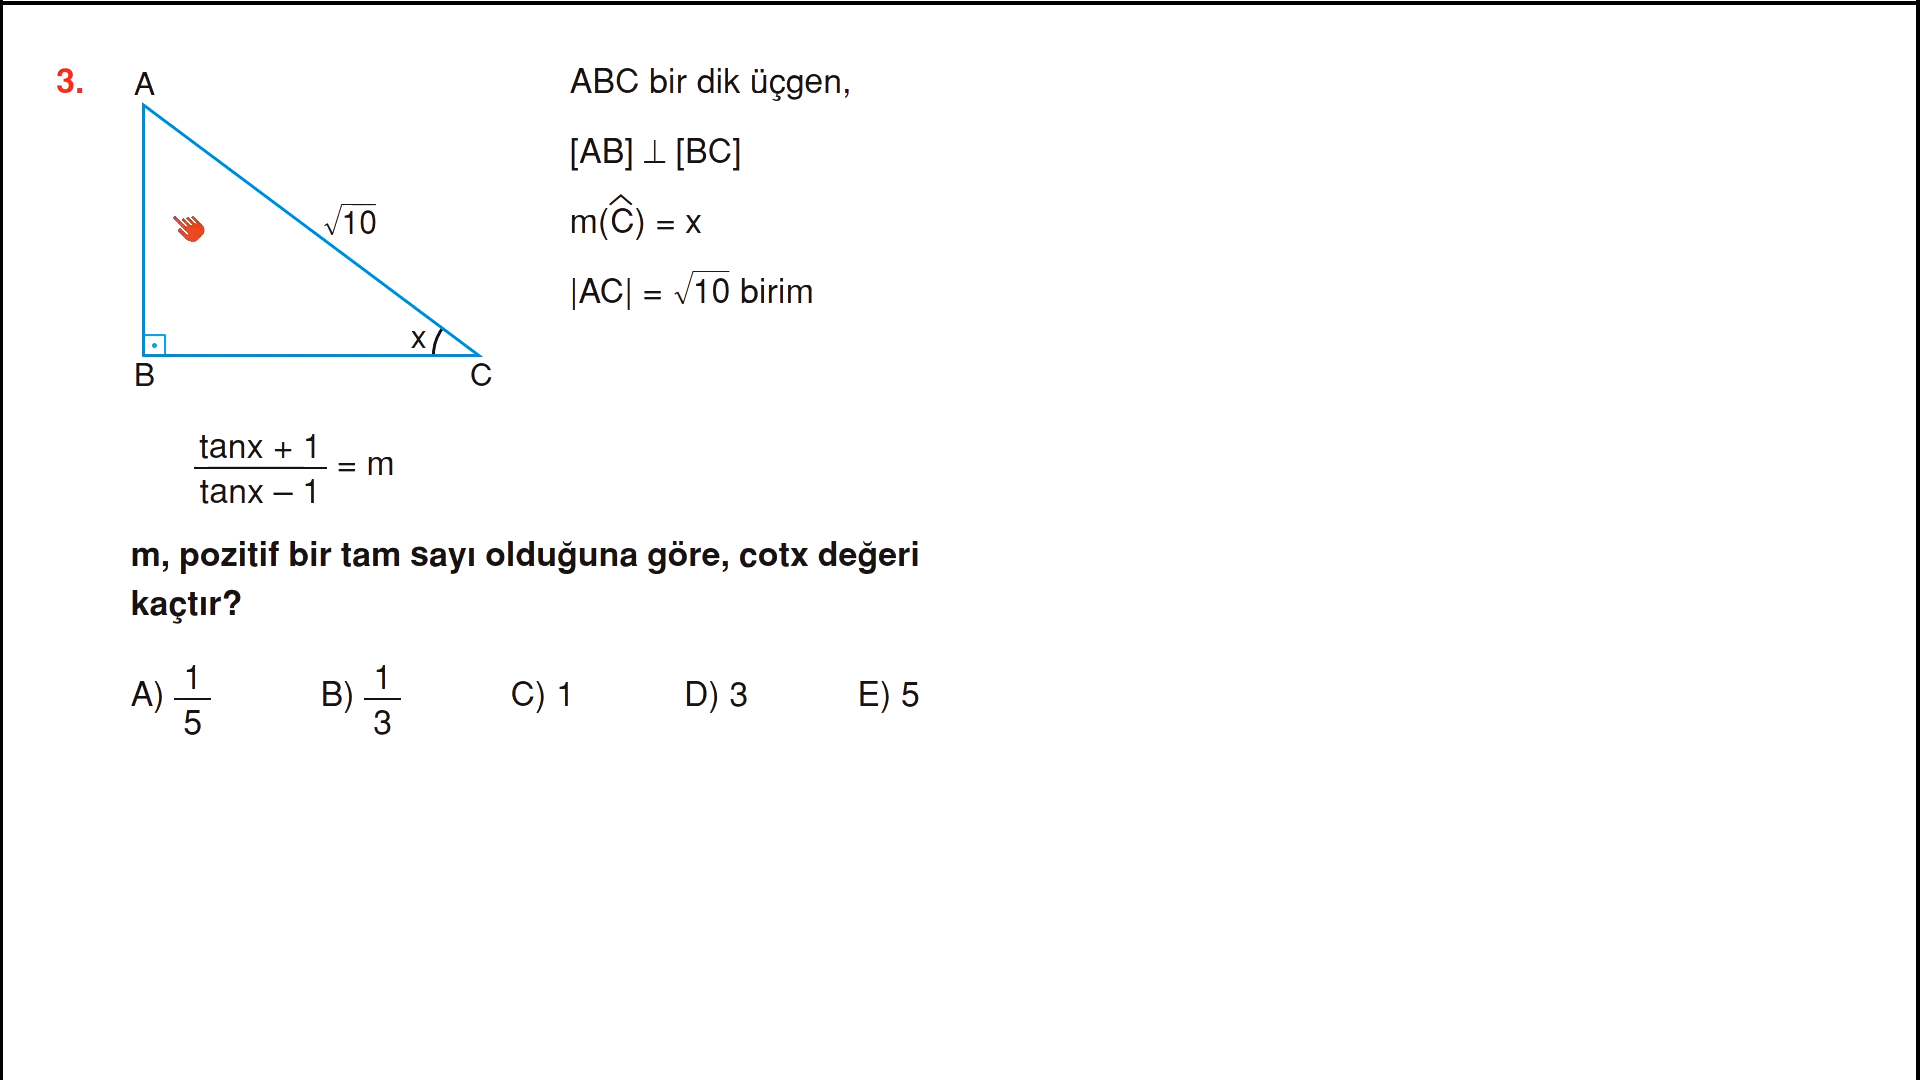 3.
A
√10
x
B
C
ABC bir dik üçgen,
[AB] ⊥ [BC]
m(Ĉ) = x
|AC| = √10 birim
tanx + 1
tanx – 1
= m
m, pozitif bir tam sayı olduğuna göre, cotx değeri
kaçtır?
A) 1/5 B) 1/3 C) 1 D) 3 E) 5